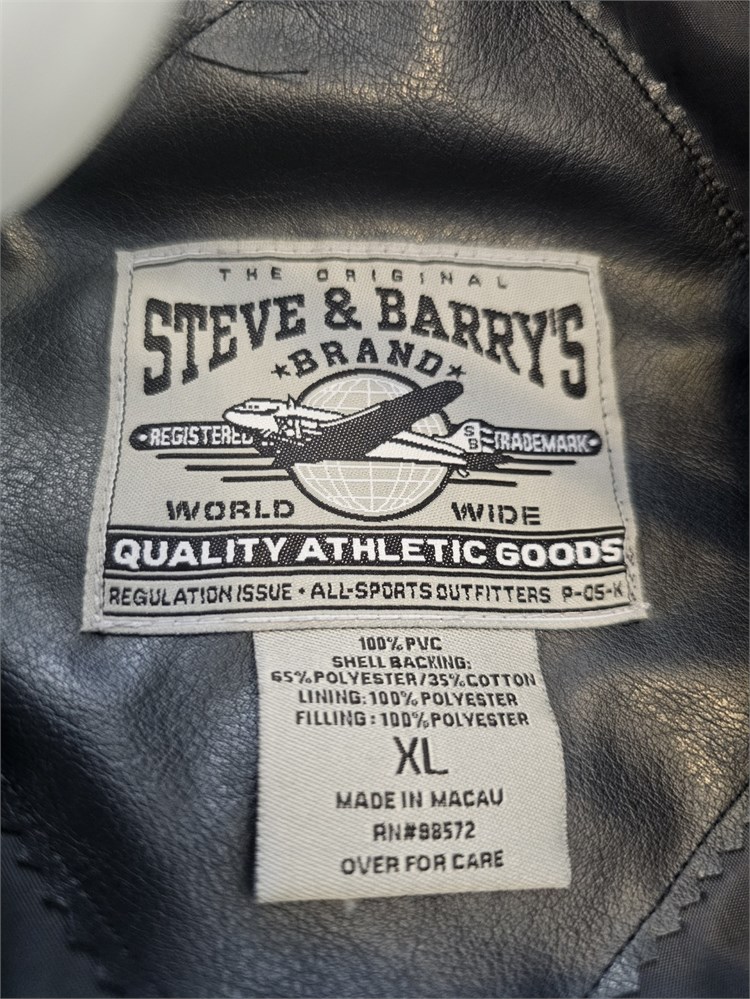 THE ORIGINAL
STEVE & BARRY'S
BRAND
REGISTERED SB TRADEMARK
WORLD WIDE
QUALITY ATHLETIC GOODS
REGULATION ISSUE • ALL-SPORTS OUTFITTERS P-05-K
100% PVC
SHELL BACKING:
65% POLYESTER/35% COTTON
LINING: 100% POLYESTER
FILLING: 100% POLYESTER
XL
MADE IN MACAU
RN#98572
OVER FOR CARE